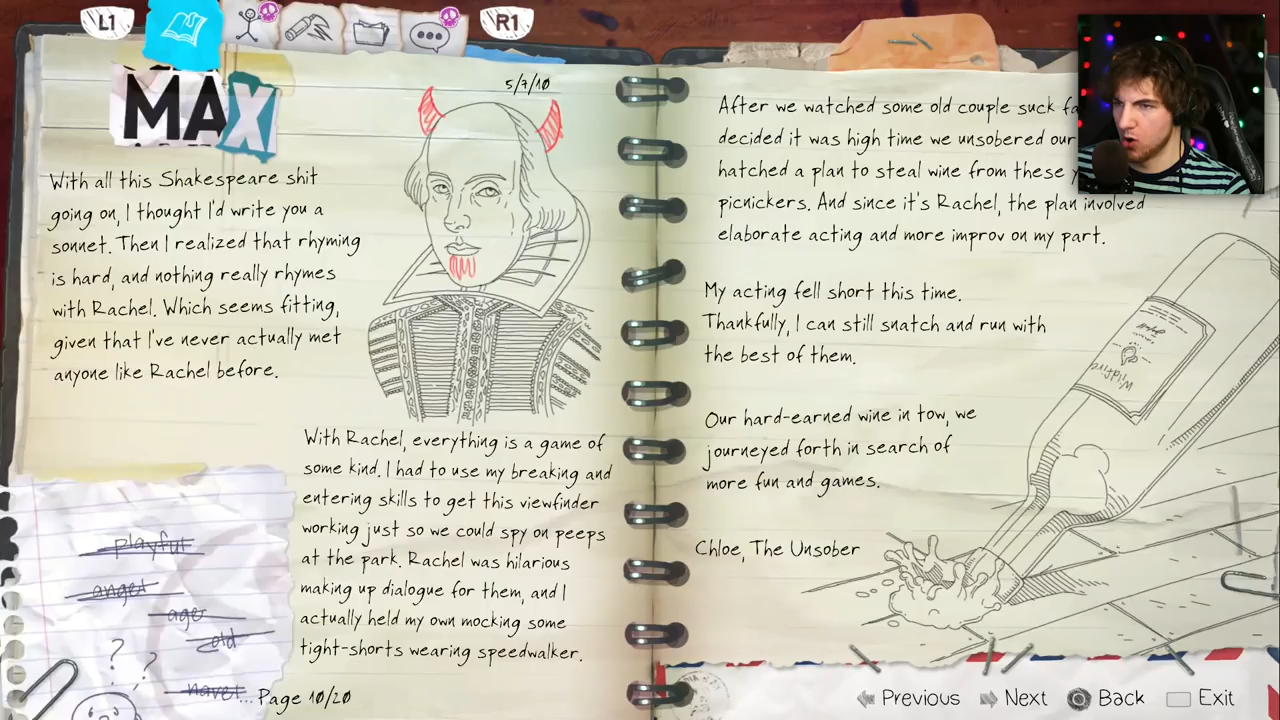 L1
R1
MAX
5/7/10
With all this Shakespeare shit
going on, I thought I'd write you a
sonnet. Then I realized that rhyming
is hard, and nothing really rhymes
with Rachel. Which seems fitting,
given that I've never actually met
anyone like Rachel before.
With Rachel, everything is a game of
some kind. I had to use my breaking and
entering skills to get this viewfinder
working just so we could spy on peeps
at the park. Rachel was hilarious
making up dialogue for them, and I
actually held my own mocking some
tight-shorts wearing speedwalker.
playful
angel
ager
old
navel
? ?
Page 10/20
After we watched some old couple suck
decided it was high time we unsobered our
hatched a plan to steal wine from these
picnickers. And since it's Rachel, the plan involved
elaborate acting and more improv on my part.
My acting fell short this time.
Thankfully, I can still snatch and run with
the best of them.
Our hard-earned wine in tow, we
journeyed forth in search of
more fun and games.
Chloe, The Unsober
Previous
Next
Back
Exit